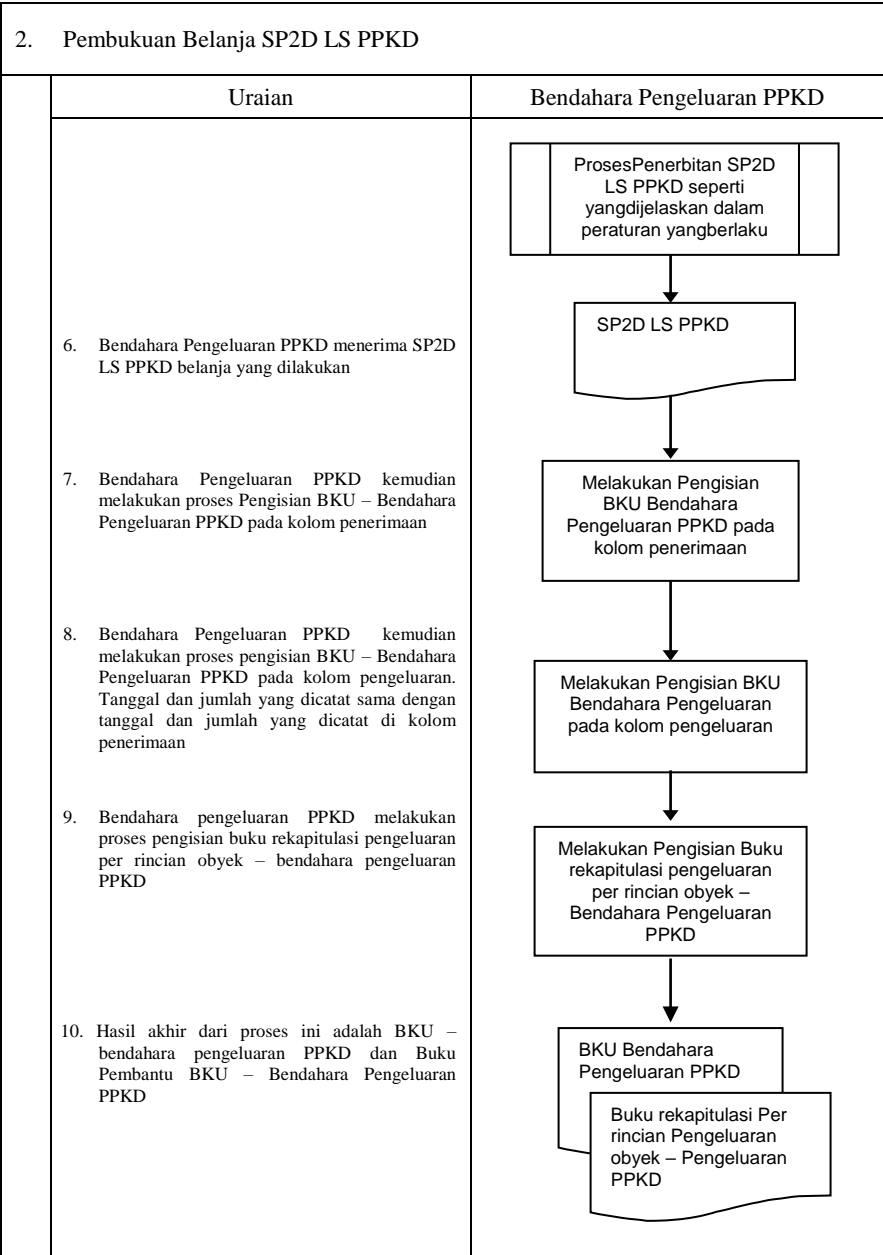 2. Pembukuan Belanja SP2D LS PPKD
Uraian
Bendahara Pengeluaran PPKD
ProsesPenerbitan SP2D
LS PPKD seperti
yangdijelaskan dalam
peraturan yangberlaku
6. Bendahara Pengeluaran PPKD menerima SP2D
LS PPKD belanja yang dilakukan
SP2D LS PPKD
7. Bendahara Pengeluaran PPKD kemudian
melakukan proses Pengisian BKU – Bendahara
Pengeluaran PPKD pada kolom penerimaan
Melakukan Pengisian
BKU Bendahara
Pengeluaran PPKD pada
kolom penerimaan
8. Bendahara Pengeluaran PPKD kemudian
melakukan proses pengisian BKU – Bendahara
Pengeluaran PPKD pada kolom pengeluaran.
Tanggal dan jumlah yang dicatat sama dengan
tanggal dan jumlah yang dicatat di kolom
penerimaan
Melakukan Pengisian BKU
Bendahara Pengeluaran
pada kolom pengeluaran
9. Bendahara pengeluaran PPKD melakukan
proses pengisian buku rekapitulasi pengeluaran
per rincian obyek – bendahara pengeluaran
PPKD
Melakukan Pengisian Buku
rekapitulasi pengeluaran
per rincian obyek –
Bendahara Pengeluaran
PPKD
10. Hasil akhir dari proses ini adalah BKU –
bendahara pengeluaran PPKD dan Buku
Pembantu BKU – Bendahara Pengeluaran
PPKD
BKU Bendahara
Pengeluaran PPKD
Buku rekapitulasi Per
rincian Pengeluaran
obyek – Pengeluaran
PPKD